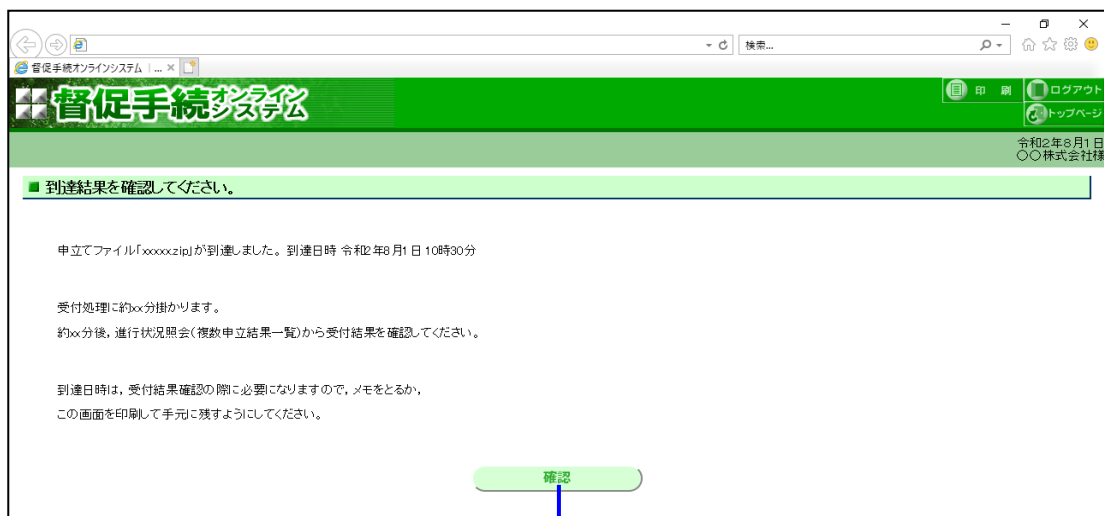 検索...
督促手続オンラインシステム | ...
督促手続オンラインシステム
印 刷
ログアウト
トップページ
令和2年8月1日
〇〇株式会社様
■ 到達結果を確認してください。
申立てファイル「xxxxx.zip」が到達しました。到達日時 令和2年8月1日 10時30分
受付処理に約xx分掛かります。
約xx分後，進行状況照会(複数申立結果一覧)から受付結果を確認してください。
到達日時は，受付結果確認の際に必要になりますので，メモをとるか，
この画面を印刷して手元に残すようにしてください。
確認